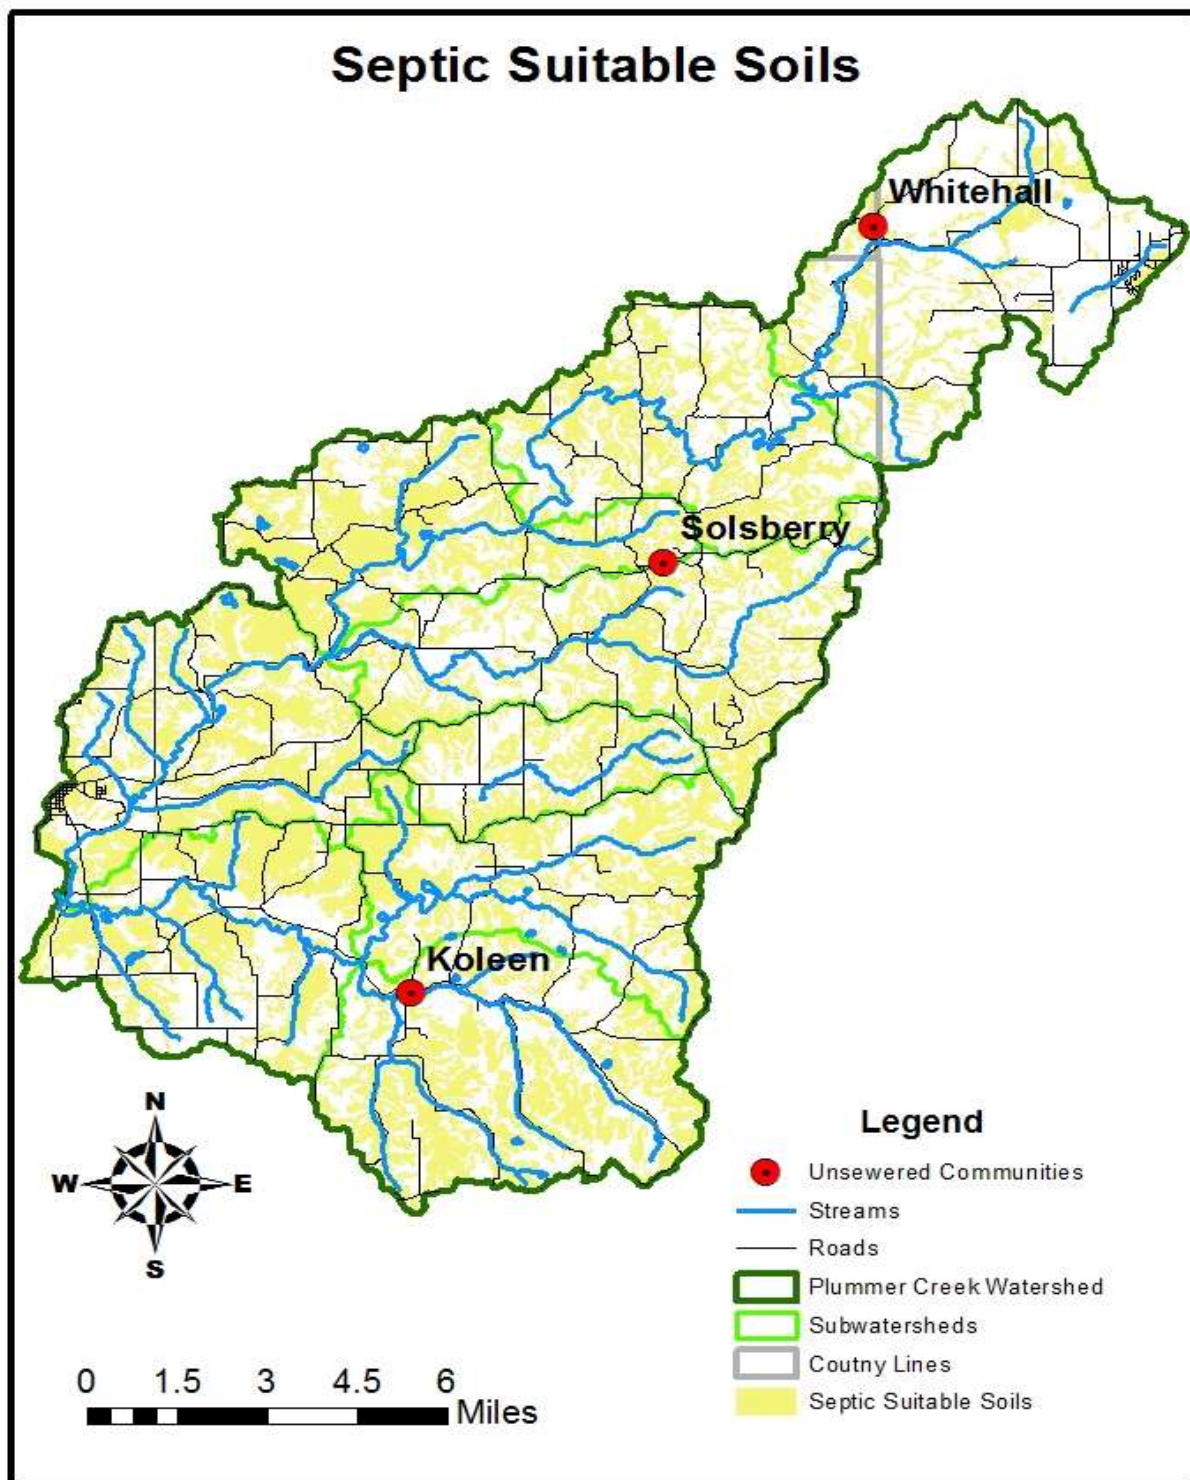 Septic Suitable Soils
Whitehall
Solsberry
Koleen
N
W E
S
Legend
Unsewered Communities
Streams
Roads
Plummer Creek Watershed
Subwatersheds
Coutny Lines
Septic Suitable Soils
0 1.5 3 4.5 6
Miles